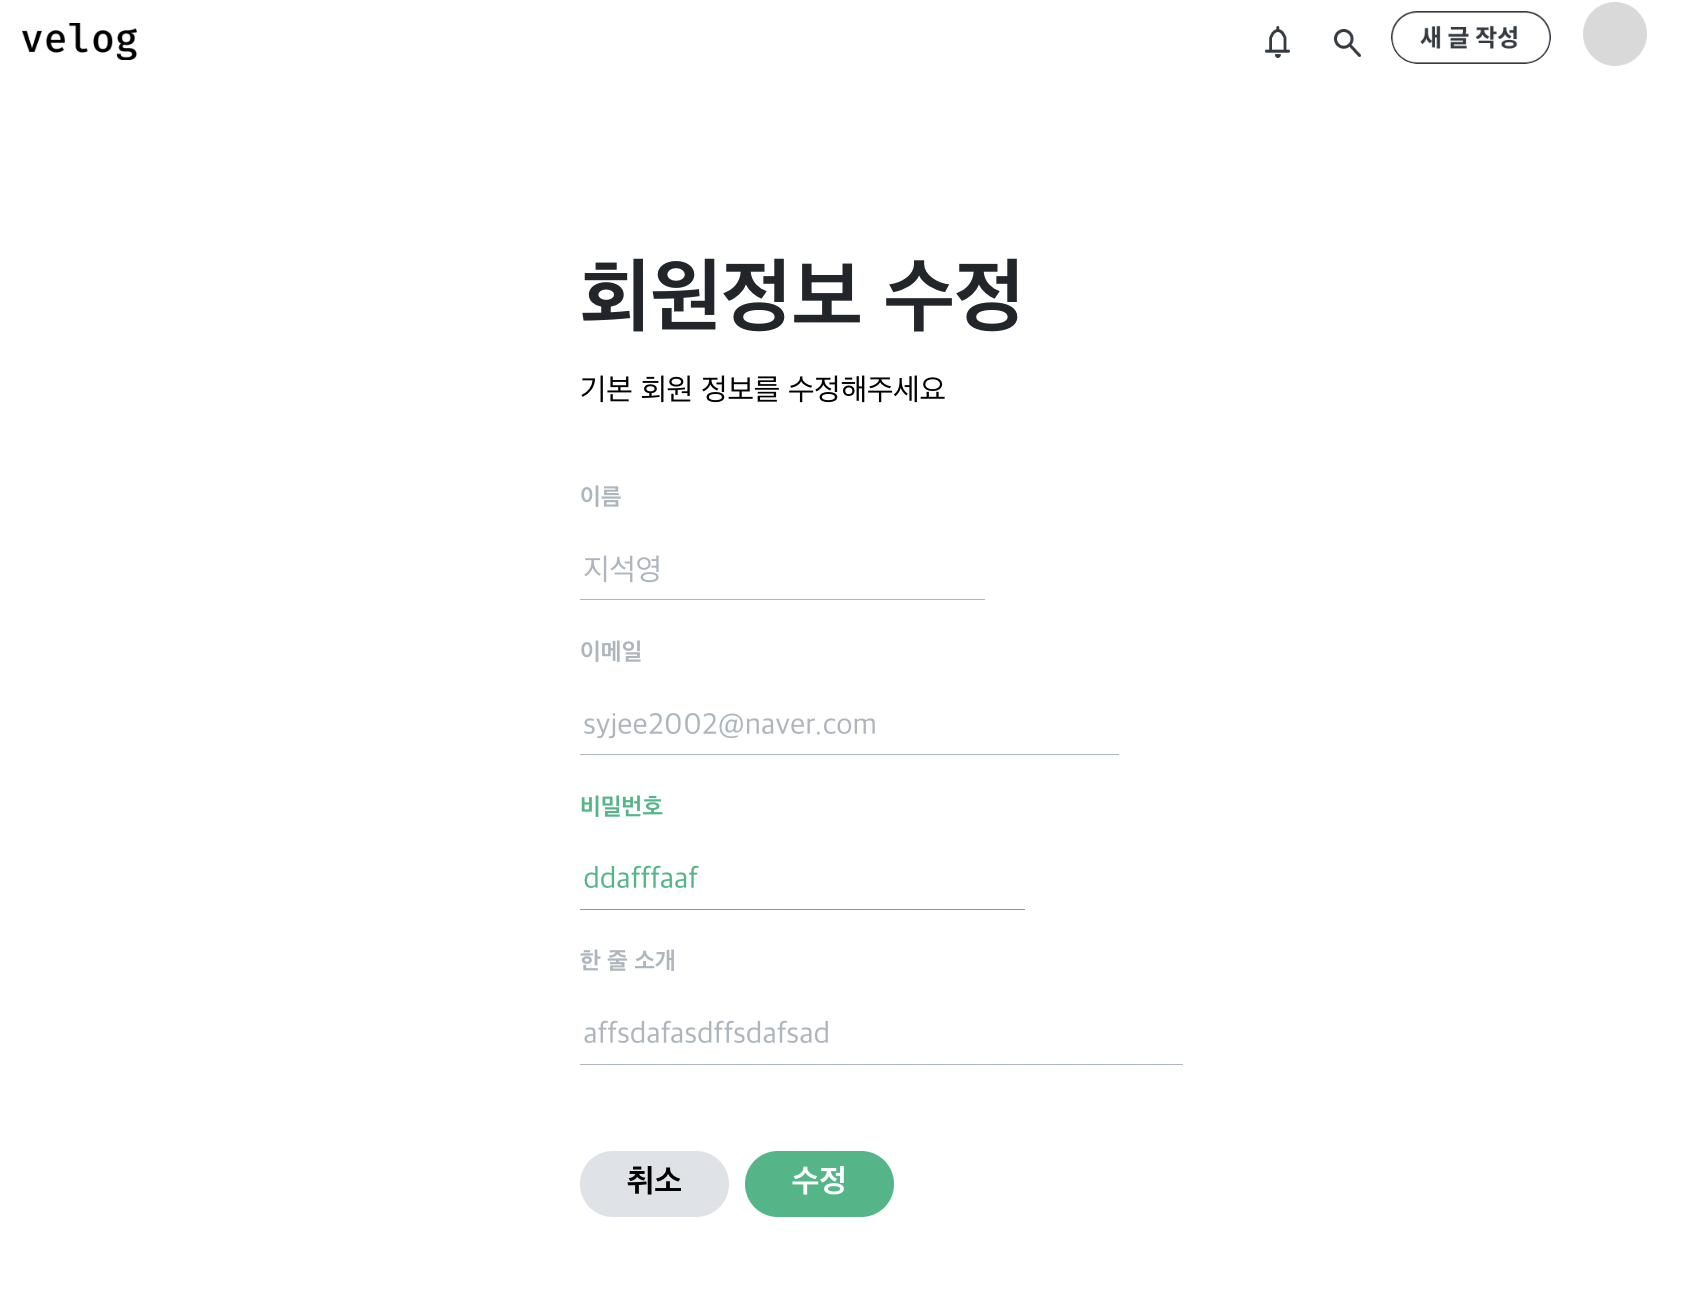 velog
새 글 작성
회원정보 수정
기본 회원 정보를 수정해주세요
이름
지석영
이메일
syjee2002@naver.com
비밀번호
ddafffaaf
한 줄 소개
affsdafasdffsdafsad
취소
수정